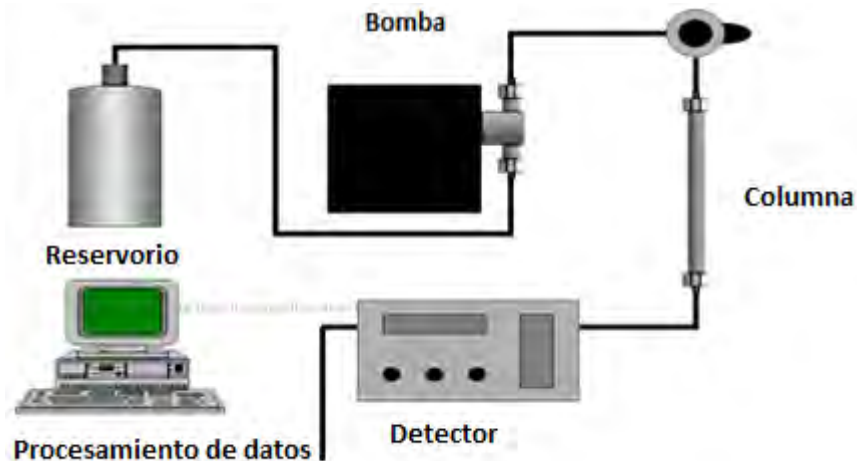 Bomba
Columna
Reservorio
Detector
Procesamiento de datos